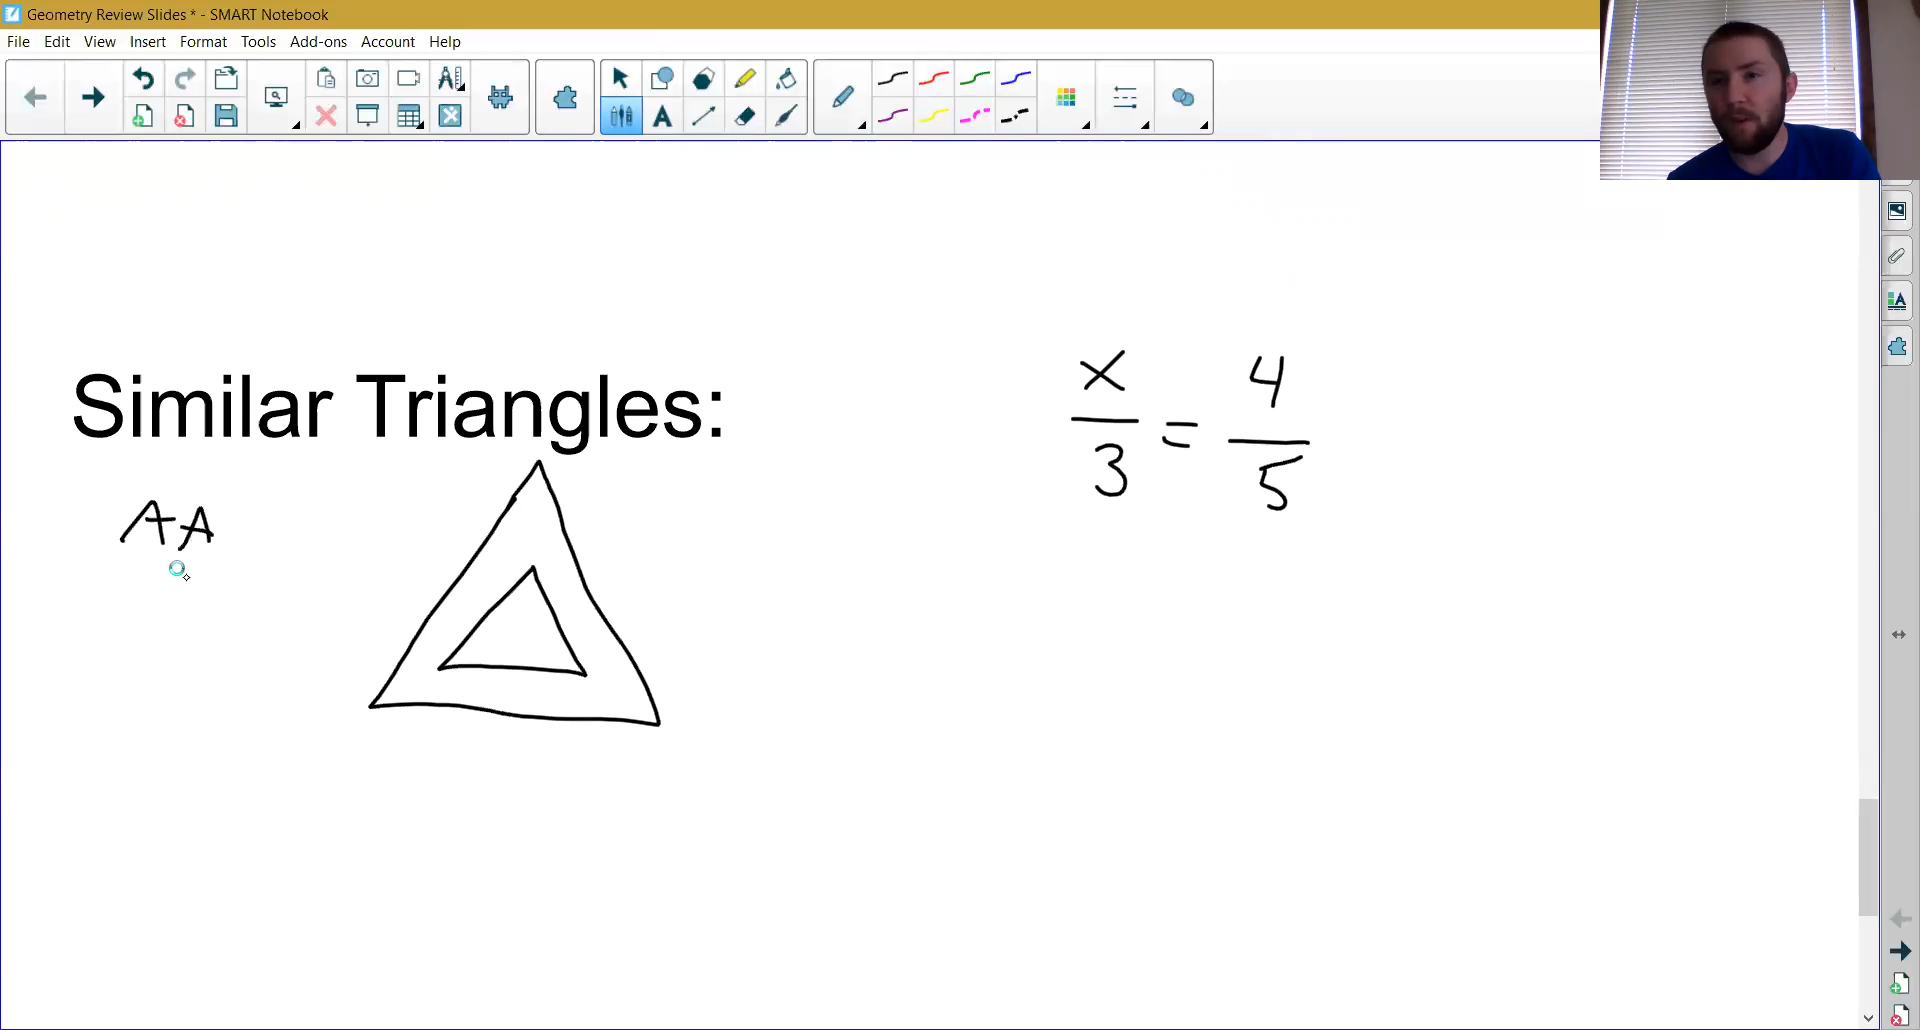 Geometry Review Slides * - SMART Notebook
File Edit View Insert Format Tools Add-ons Account Help
Similar Triangles:
AA
x/3 = 4/5